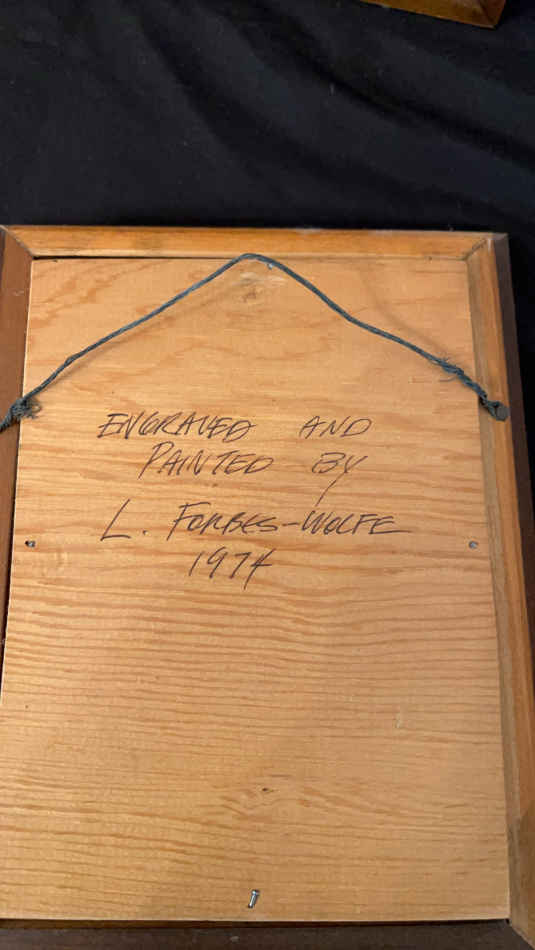 ENGRAVED AND
PAINTED BY
L. FORBES-WOLFE
1974